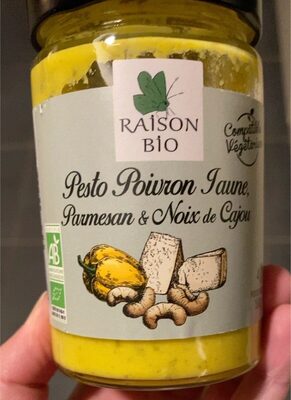 RAiSON
BiO
Compatible
Végétarien
Pesto Poivron Jaune,
Parmesan & Noix de Cajou
AB